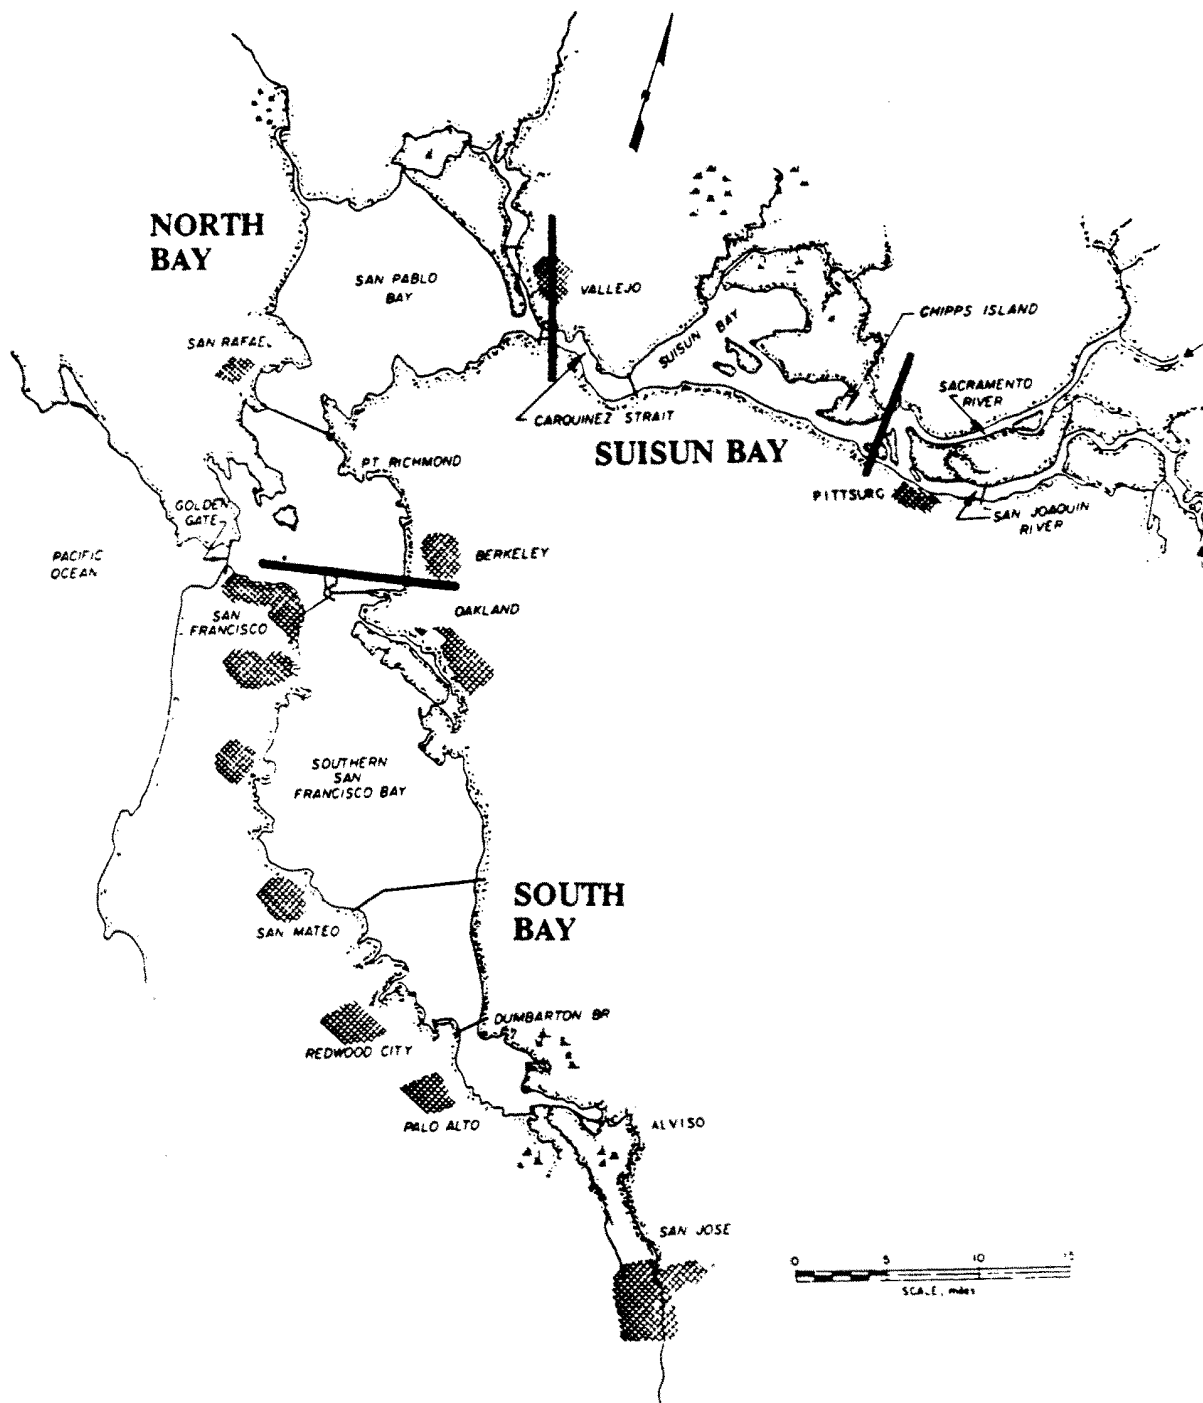 NORTH
BAY
SAN PABLO
BAY
VALLEJO
CHIPPS ISLAND
SUISUN BAY
SAN RAFAEL
SACRAMENTO
RIVER
CARQUINEZ STRAIT
SUISUN BAY
PT RICHMOND
PITTSURG
SAN JOAQUIN
RIVER
GOLDEN
GATE
PACIFIC
OCEAN
BERKELEY
OAKLAND
SAN
FRANCISCO
SOUTHERN
SAN
FRANCISCO BAY
SOUTH
BAY
SAN MATEO
DUMBARTON BR
REDWOOD CITY
PALO ALTO
ALVISO
SAN JOSE
0 5 10 15
SCALE, miles